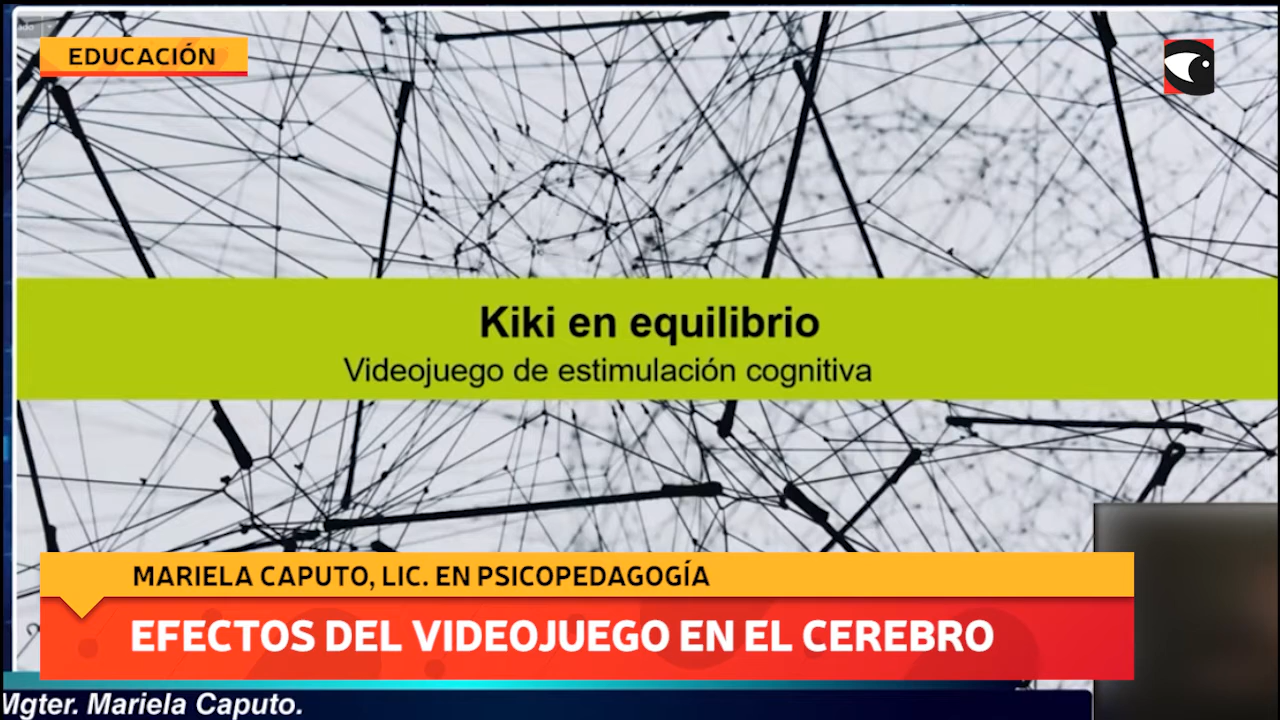 EDUCACIÓN
Kiki en equilibrio
Videojuego de estimulación cognitiva
MARIELA CAPUTO, LIC. EN PSICOPEDAGOGÍA
EFECTOS DEL VIDEOJUEGO EN EL CEREBRO
Mgter. Mariela Caputo.